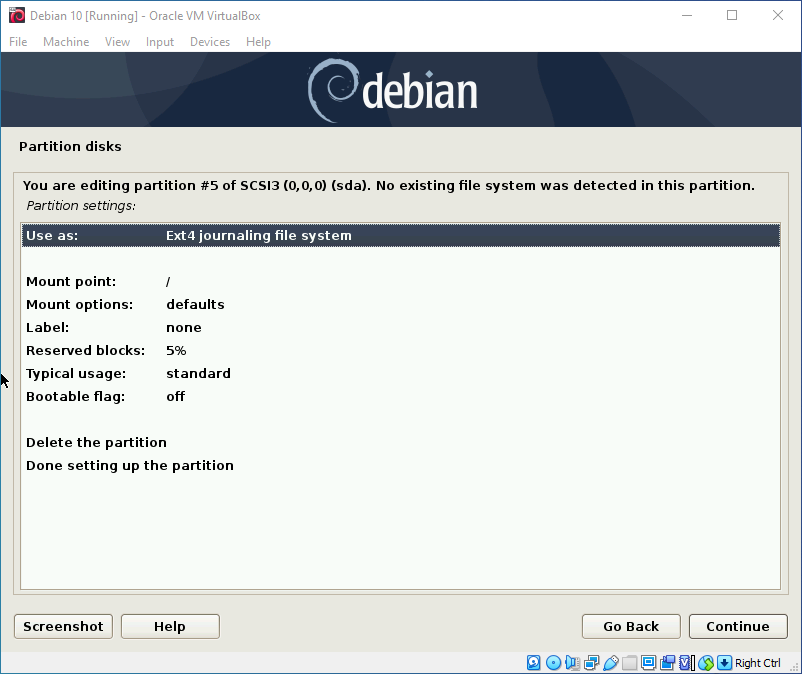 Debian 10 [Running] - Oracle VM VirtualBox
File Machine View Input Devices Help
debian
Partition disks
You are editing partition #5 of SCSI3 (0,0,0) (sda). No existing file system was detected in this partition.
Partition settings:
Use as: Ext4 journaling file system
Mount point: /
Mount options: defaults
Label: none
Reserved blocks: 5%
Typical usage: standard
Bootable flag: off
Delete the partition
Done setting up the partition
Screenshot Help Go Back Continue
Right Ctrl